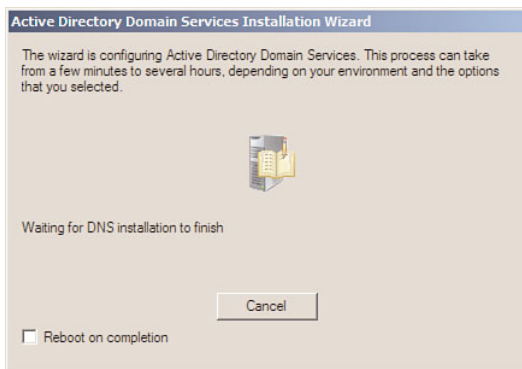 Active Directory Domain Services Installation Wizard
The wizard is configuring Active Directory Domain Services. This process can take
from a few minutes to several hours, depending on your environment and the options
that you selected.
Waiting for DNS installation to finish
Cancel
Reboot on completion